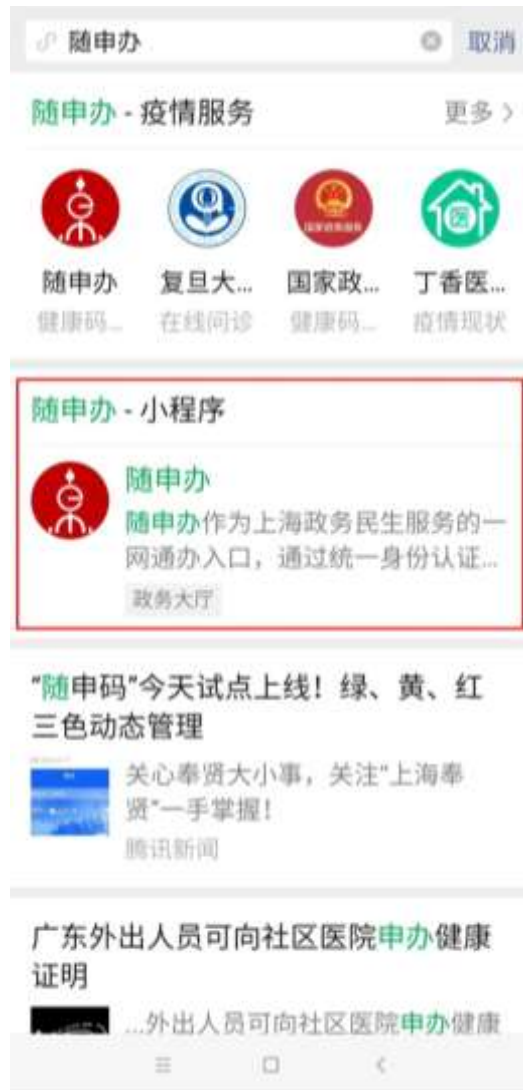 随申办
取消
随申办 - 疫情服务
更多
随申办
复旦大...
国家政...
丁香医...
健康码...
在线问诊
健康码...
疫情现状
随申办 - 小程序
随申办
随申办作为上海政务民生服务的一
网通办入口，通过统一身份认证...
政务大厅
“随申码”今天试点上线！绿、黄、红
三色动态管理
关心奉贤大小事，关注“上海奉
贤”一手掌握！
腾讯新闻
广东外出人员可向社区医院申办健康
证明
...外出人员可向社区医院申办健康